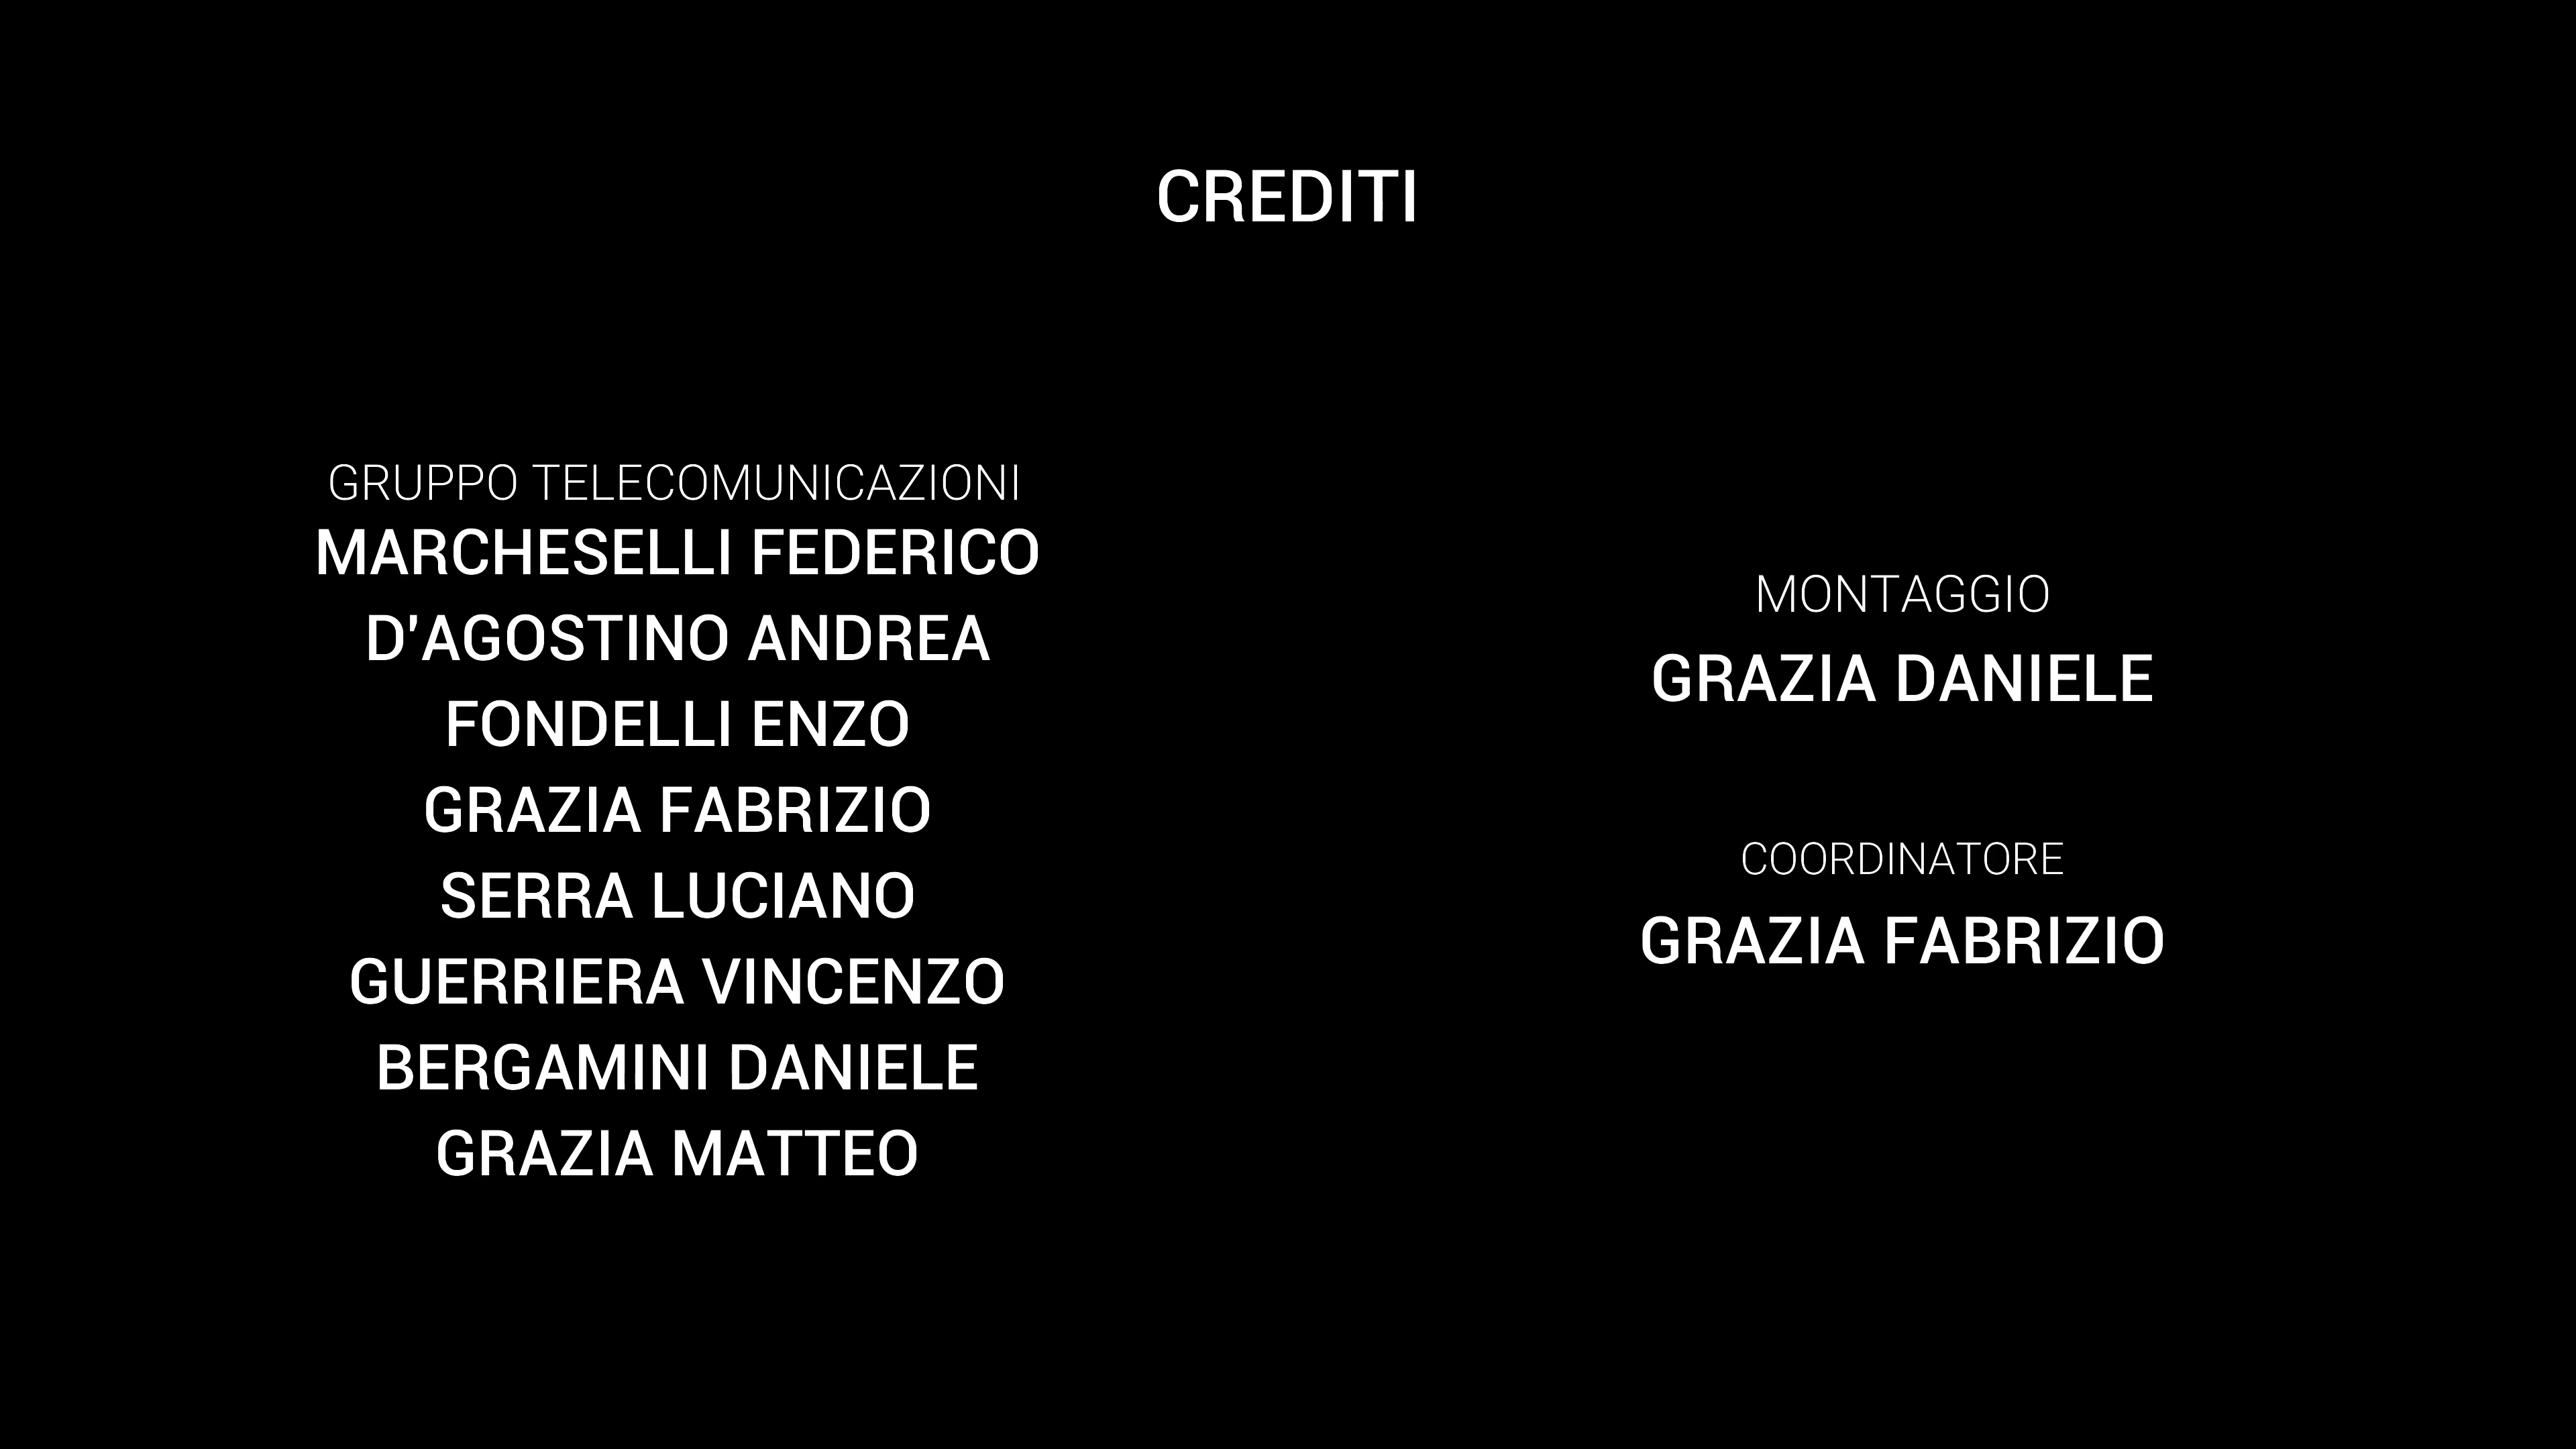 CREDITI
GRUPPO TELECOMUNICAZIONI
MARCHESELLI FEDERICO
D'AGOSTINO ANDREA
FONDELLI ENZO
GRAZIA FABRIZIO
SERRA LUCIANO
GUERRIERA VINCENZO
BERGAMINI DANIELE
GRAZIA MATTEO
MONTAGGIO
GRAZIA DANIELE
COORDINATORE
GRAZIA FABRIZIO